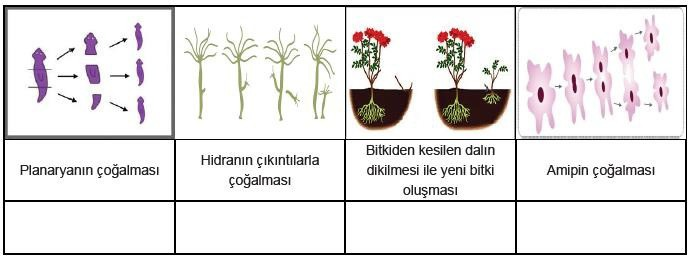 Planaryanın çoğalması
Hidranın çıkıntılarla
çoğalması
Bitkiden kesilen dalın
dikilmesi ile yeni bitki
oluşması
Amipin çoğalması